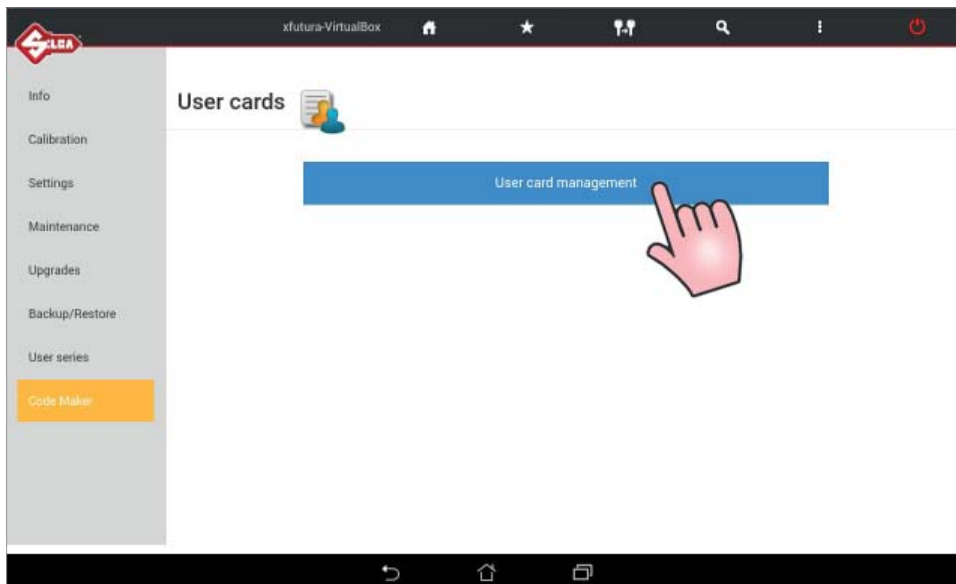 xfutura-VirtualBox
SILCA
Info
Calibration
Settings
Maintenance
Upgrades
Backup/Restore
User series
Code Maker
User cards
User card management